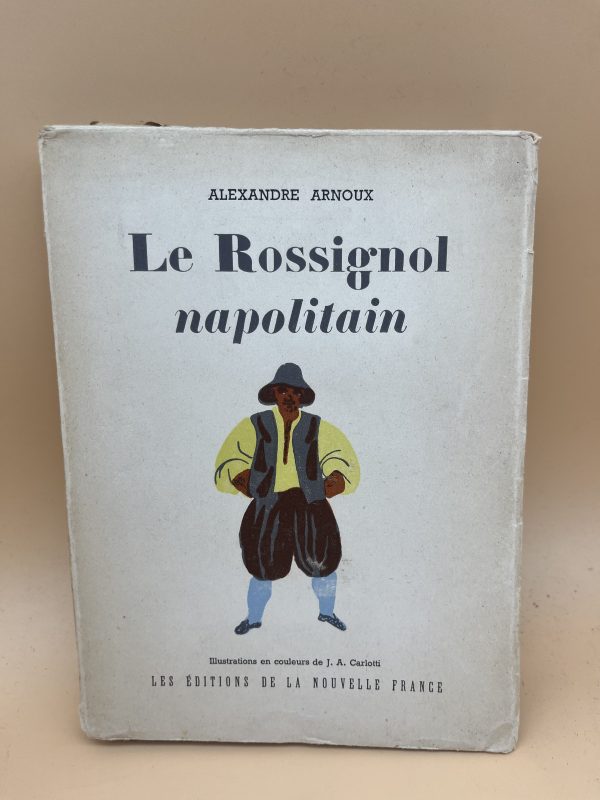 ALEXANDRE ARNOUX
Le Rossignol
napolitain
Illustrations en couleurs de J. A. Carlotti
LES ÉDITIONS DE LA NOUVELLE FRANCE